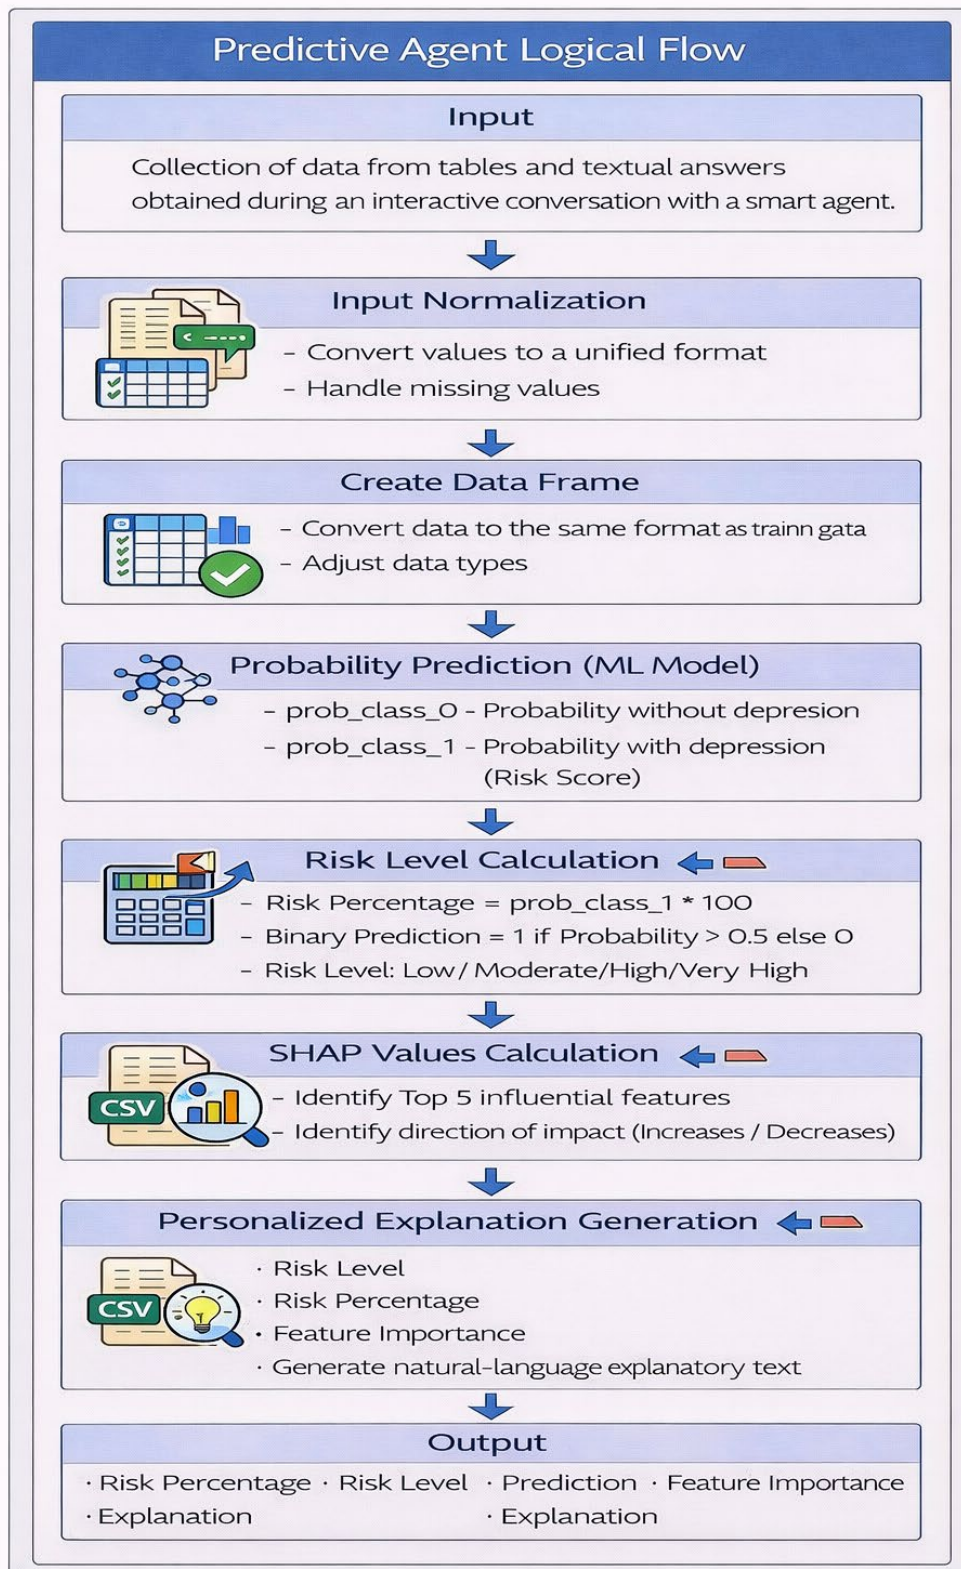 Predictive Agent Logical Flow
Input
Collection of data from tables and textual answers
obtained during an interactive conversation with a smart agent.
Input Normalization
- Convert values to a unified format
- Handle missing values
Create Data Frame
- Convert data to the same format as trainn gata
- Adjust data types
Probability Prediction (ML Model)
- prob_class_0 - Probability without depresion
- prob_class_1 - Probability with depression
(Risk Score)
Risk Level Calculation
- Risk Percentage = prob_class_1 * 100
- Binary Prediction = 1 if Probability > 0.5 else 0
- Risk Level: Low / Moderate/High/Very High
SHAP Values Calculation
CSV
- Identify Top 5 influential features
- Identify direction of impact (Increases / Decreases)
Personalized Explanation Generation
CSV
· Risk Level
· Risk Percentage
· Feature Importance
· Generate natural-language explanatory text
Output
· Risk Percentage · Risk Level · Prediction · Feature Importance
· Explanation · Explanation